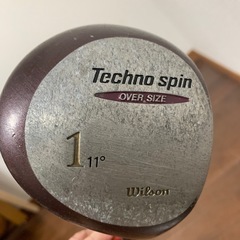 Techno spin
OVER SIZE
1 11°
Wilson